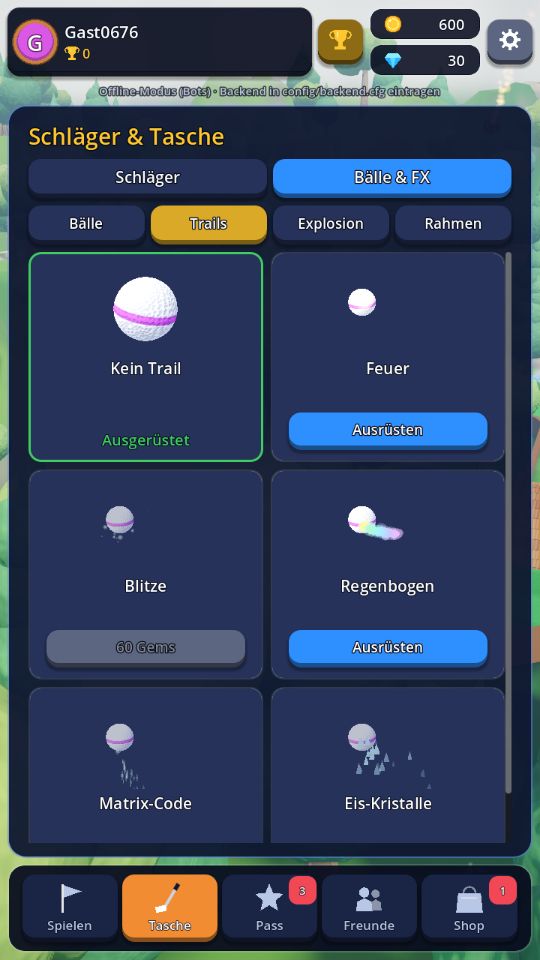 G
Gast0676
0
600
30
Offline-Modus (Bots) · Backend in config/backend.cfg eintragen
Schläger & Tasche
Schläger
Bälle & FX
Bälle
Trails
Explosion
Rahmen
Kein Trail
Ausgerüstet
Feuer
Ausrüsten
Blitze
60 Gems
Regenbogen
Ausrüsten
Matrix-Code
Eis-Kristalle
Spielen
Tasche
3
Pass
Freunde
1
Shop